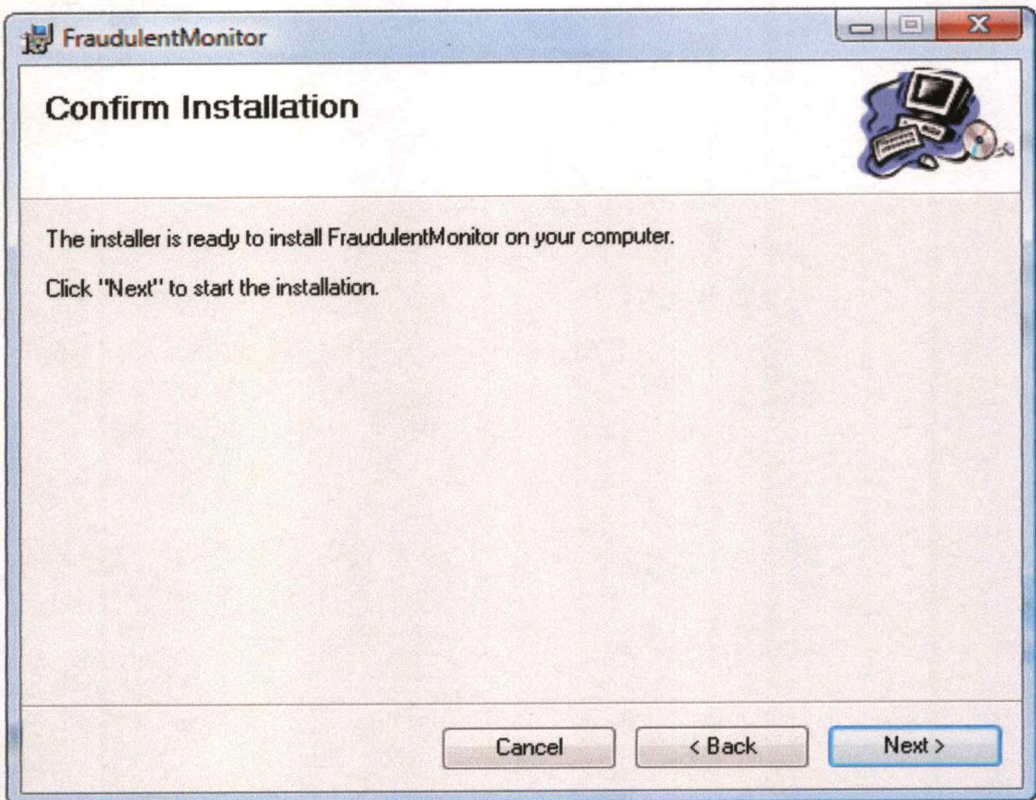 FraudulentMonitor
Confirm Installation
The installer is ready to install FraudulentMonitor on your computer.
Click "Next" to start the installation.
Cancel
< Back
Next >